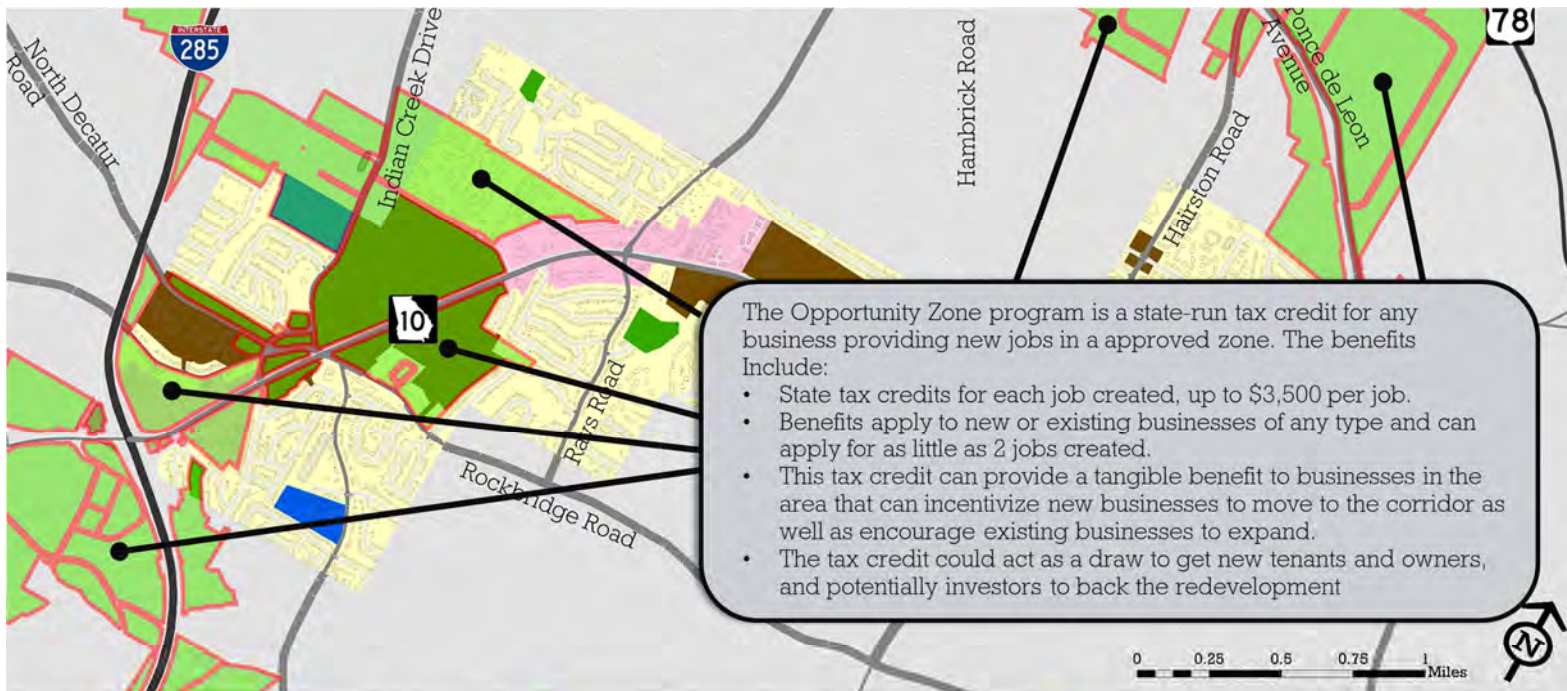 INTERSTATE
285
78
North Decatur
Road
Indian Creek Drive
Hambrick Road
Ponce de Leon
Avenue
Hairston Road
10
Rays Road
Rockbridge Road
The Opportunity Zone program is a state-run tax credit for any
business providing new jobs in a approved zone. The benefits
Include:
• State tax credits for each job created, up to $3,500 per job.
• Benefits apply to new or existing businesses of any type and can
apply for as little as 2 jobs created.
• This tax credit can provide a tangible benefit to businesses in the
area that can incentivize new businesses to move to the corridor as
well as encourage existing businesses to expand.
• The tax credit could act as a draw to get new tenants and owners,
and potentially investors to back the redevelopment
0 0.25 0.5 0.75 1
Miles
N